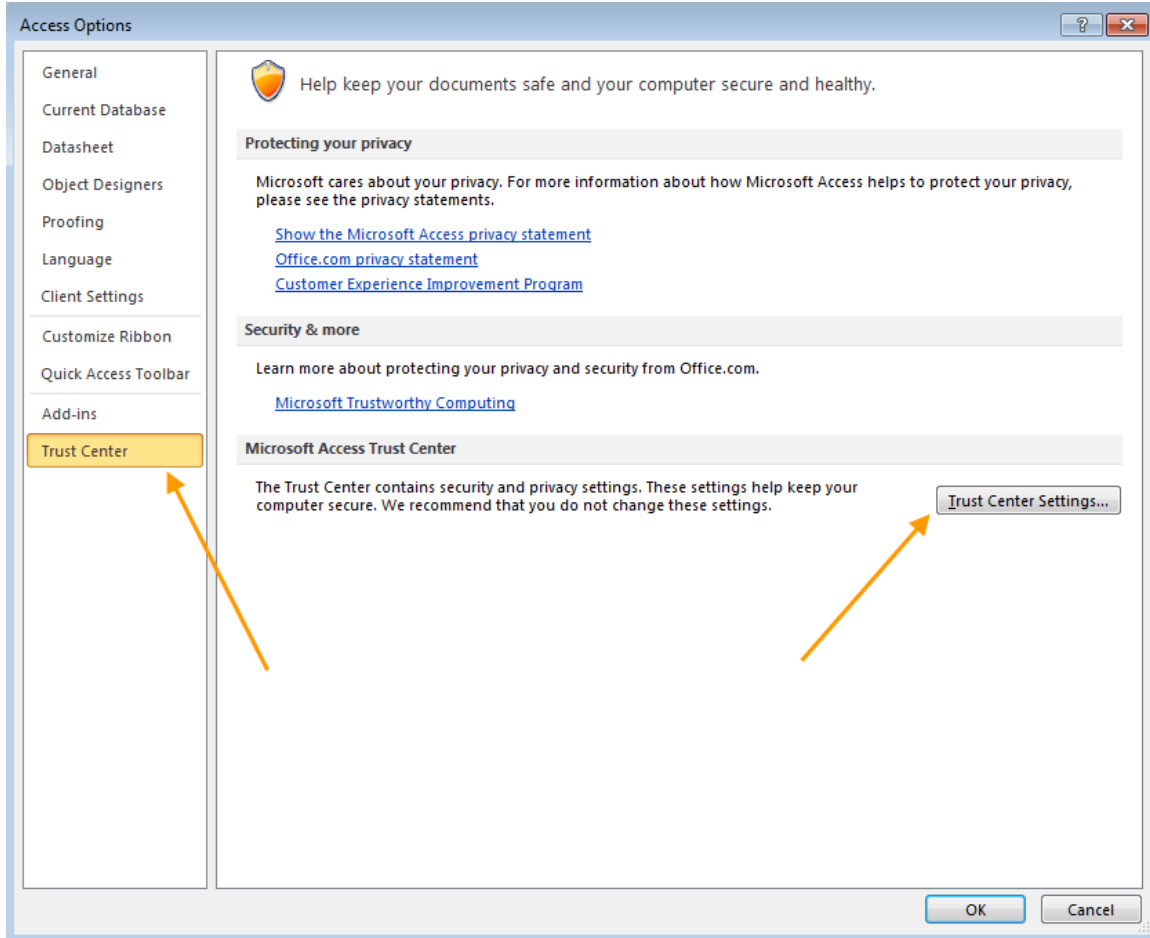 Access Options
General
Current Database
Datasheet
Object Designers
Proofing
Language
Client Settings
Customize Ribbon
Quick Access Toolbar
Add-ins
Trust Center
Help keep your documents safe and your computer secure and healthy.
Protecting your privacy
Microsoft cares about your privacy. For more information about how Microsoft Access helps to protect your privacy,
please see the privacy statements.
Show the Microsoft Access privacy statement
Office.com privacy statement
Customer Experience Improvement Program
Security & more
Learn more about protecting your privacy and security from Office.com.
Microsoft Trustworthy Computing
Microsoft Access Trust Center
The Trust Center contains security and privacy settings. These settings help keep your
computer secure. We recommend that you do not change these settings.
Trust Center Settings...
OK
Cancel